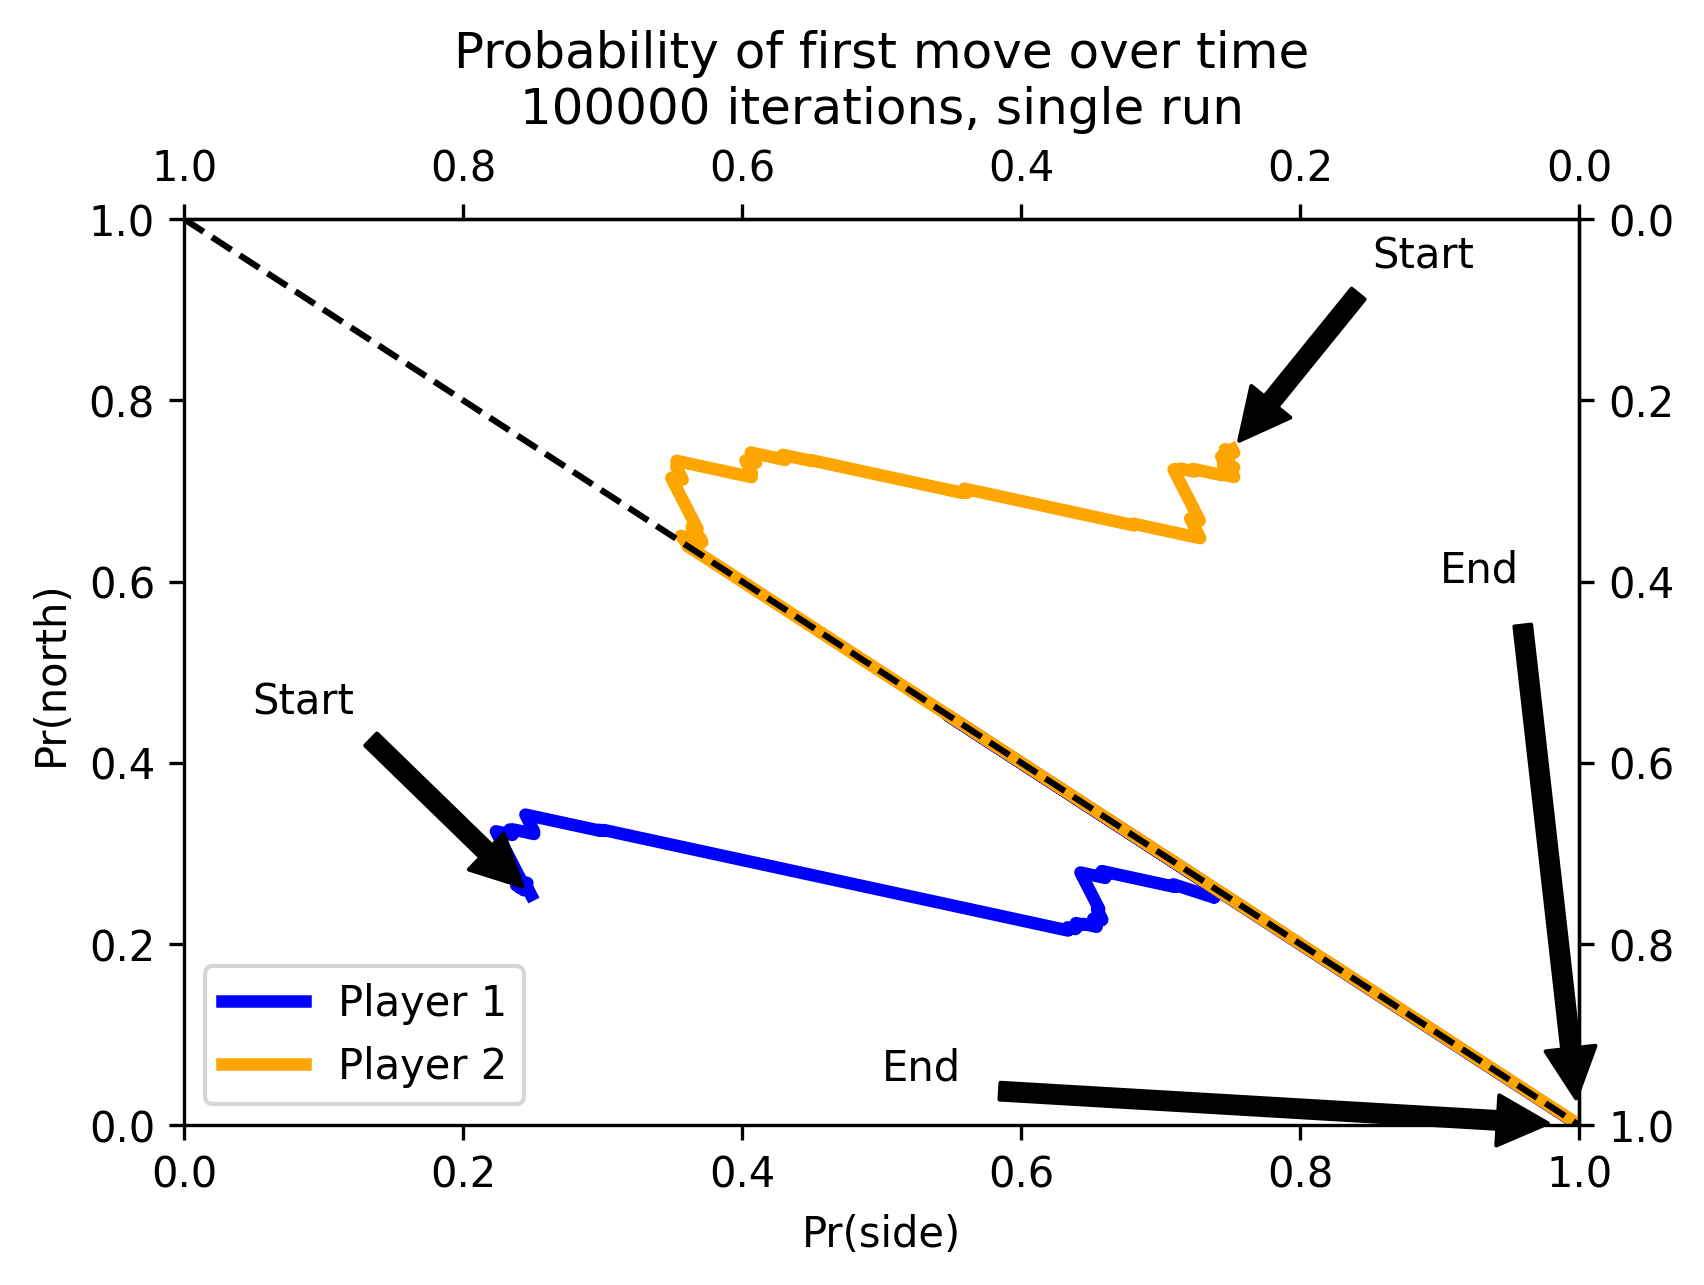 Probability of first move over time
100000 iterations, single run
1.0 0.8 0.6 0.4 0.2 0.0
1.0 0.0
Start
0.8 0.2
End
0.6 0.4
Pr(north)
Start
0.4 0.6
0.2 0.8
Player 1
Player 2
End
0.0 1.0
0.0 0.2 0.4 0.6 0.8 1.0
Pr(side)